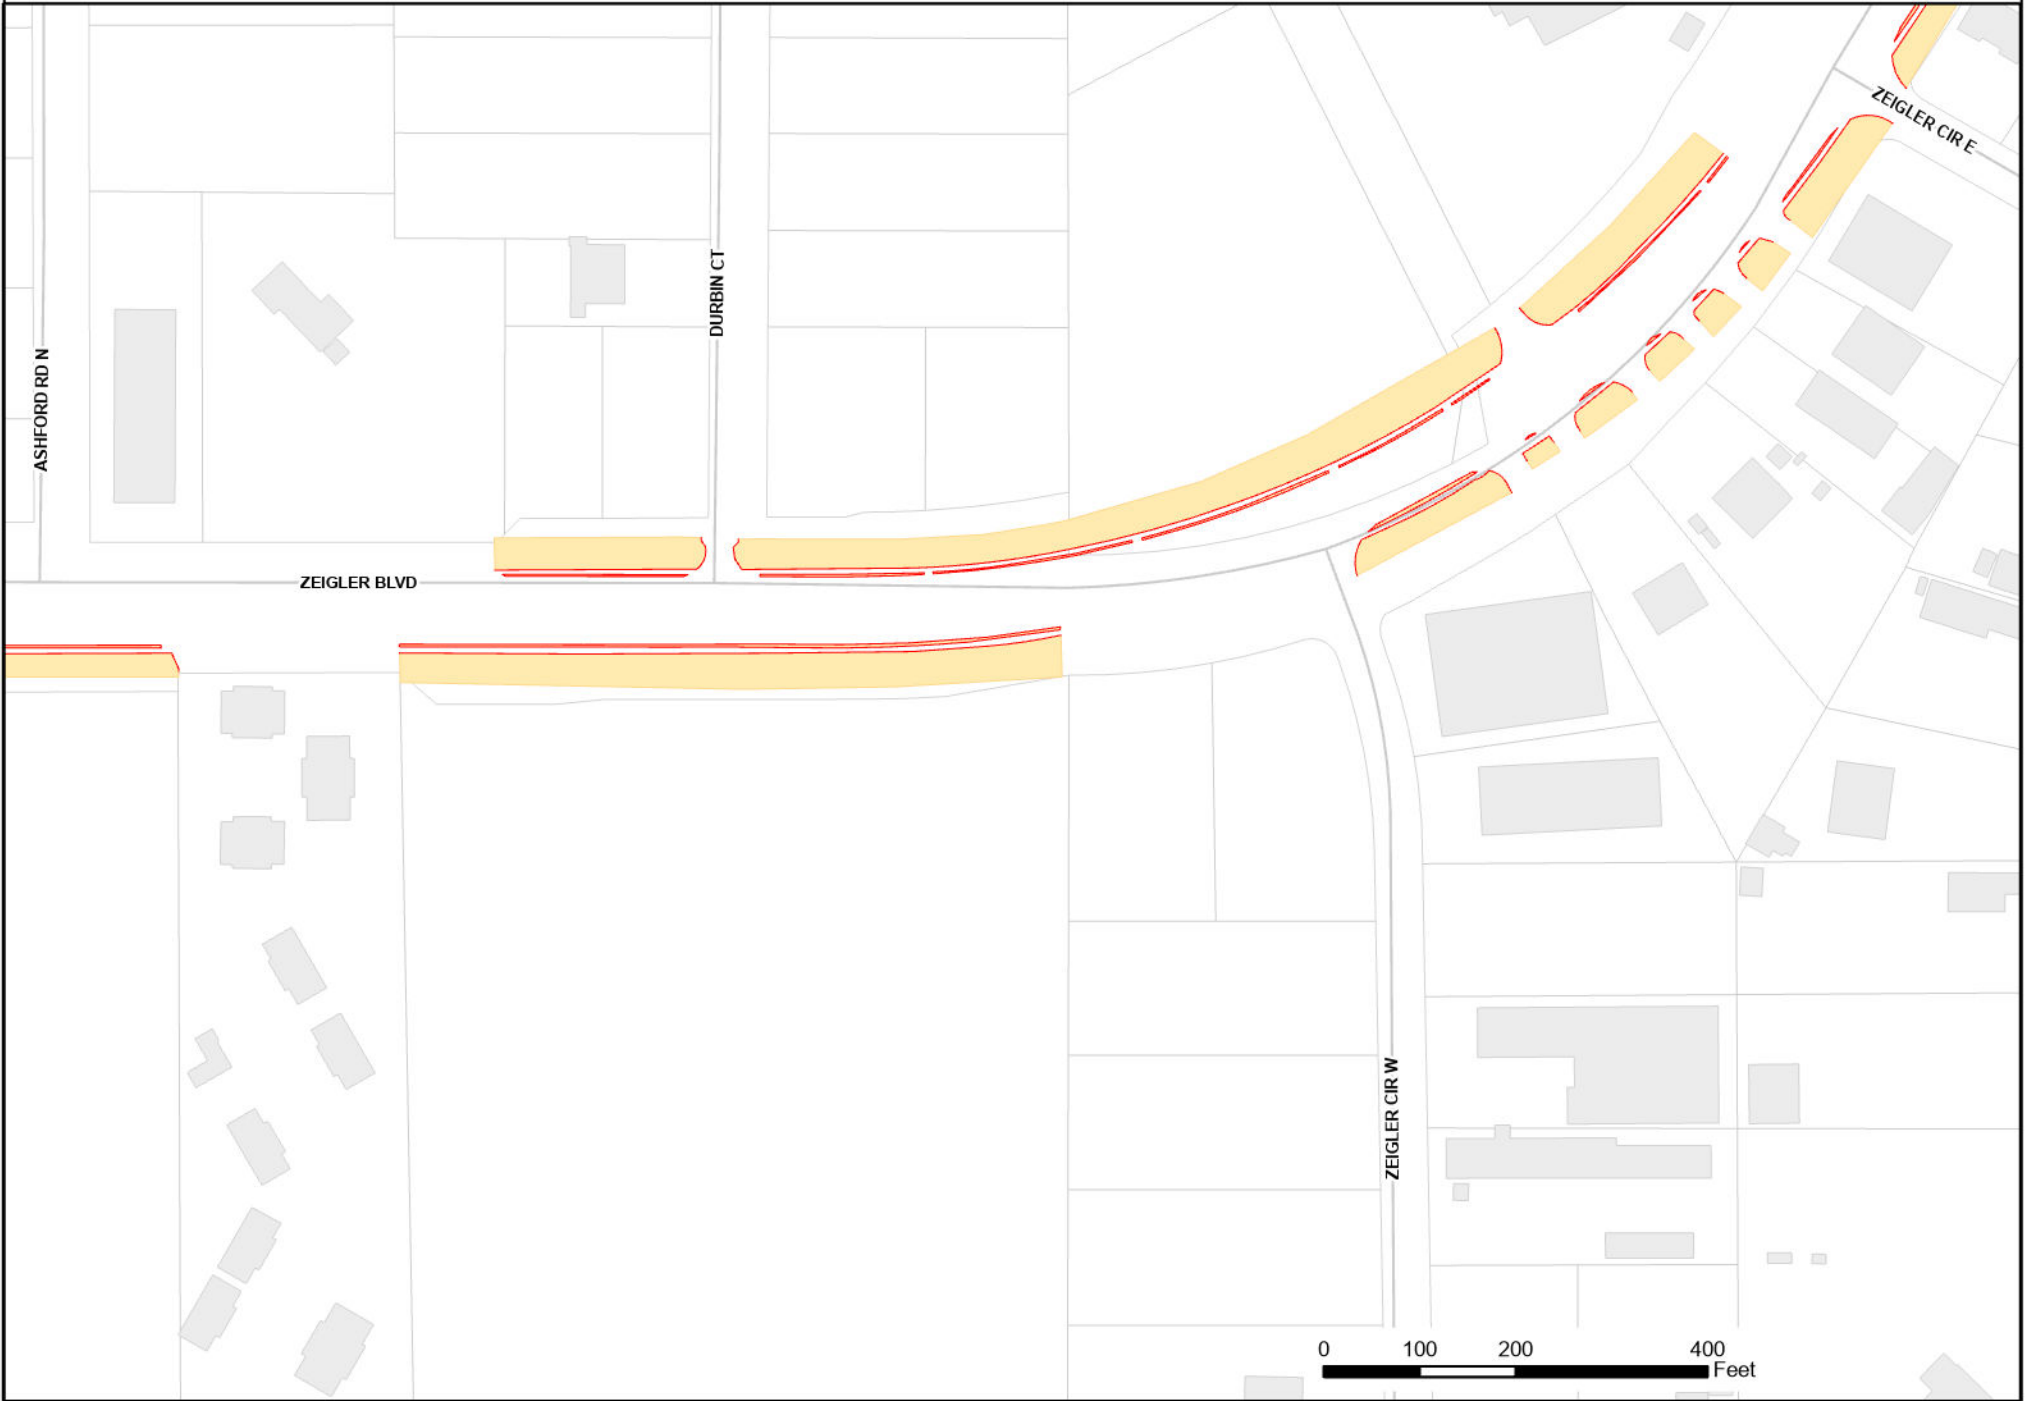 ZEIGLER CIR E
DURBIN CT
ASHFORD RD N
ZEIGLER BLVD
ZEIGLER CIR W
0 100 200 400
Feet